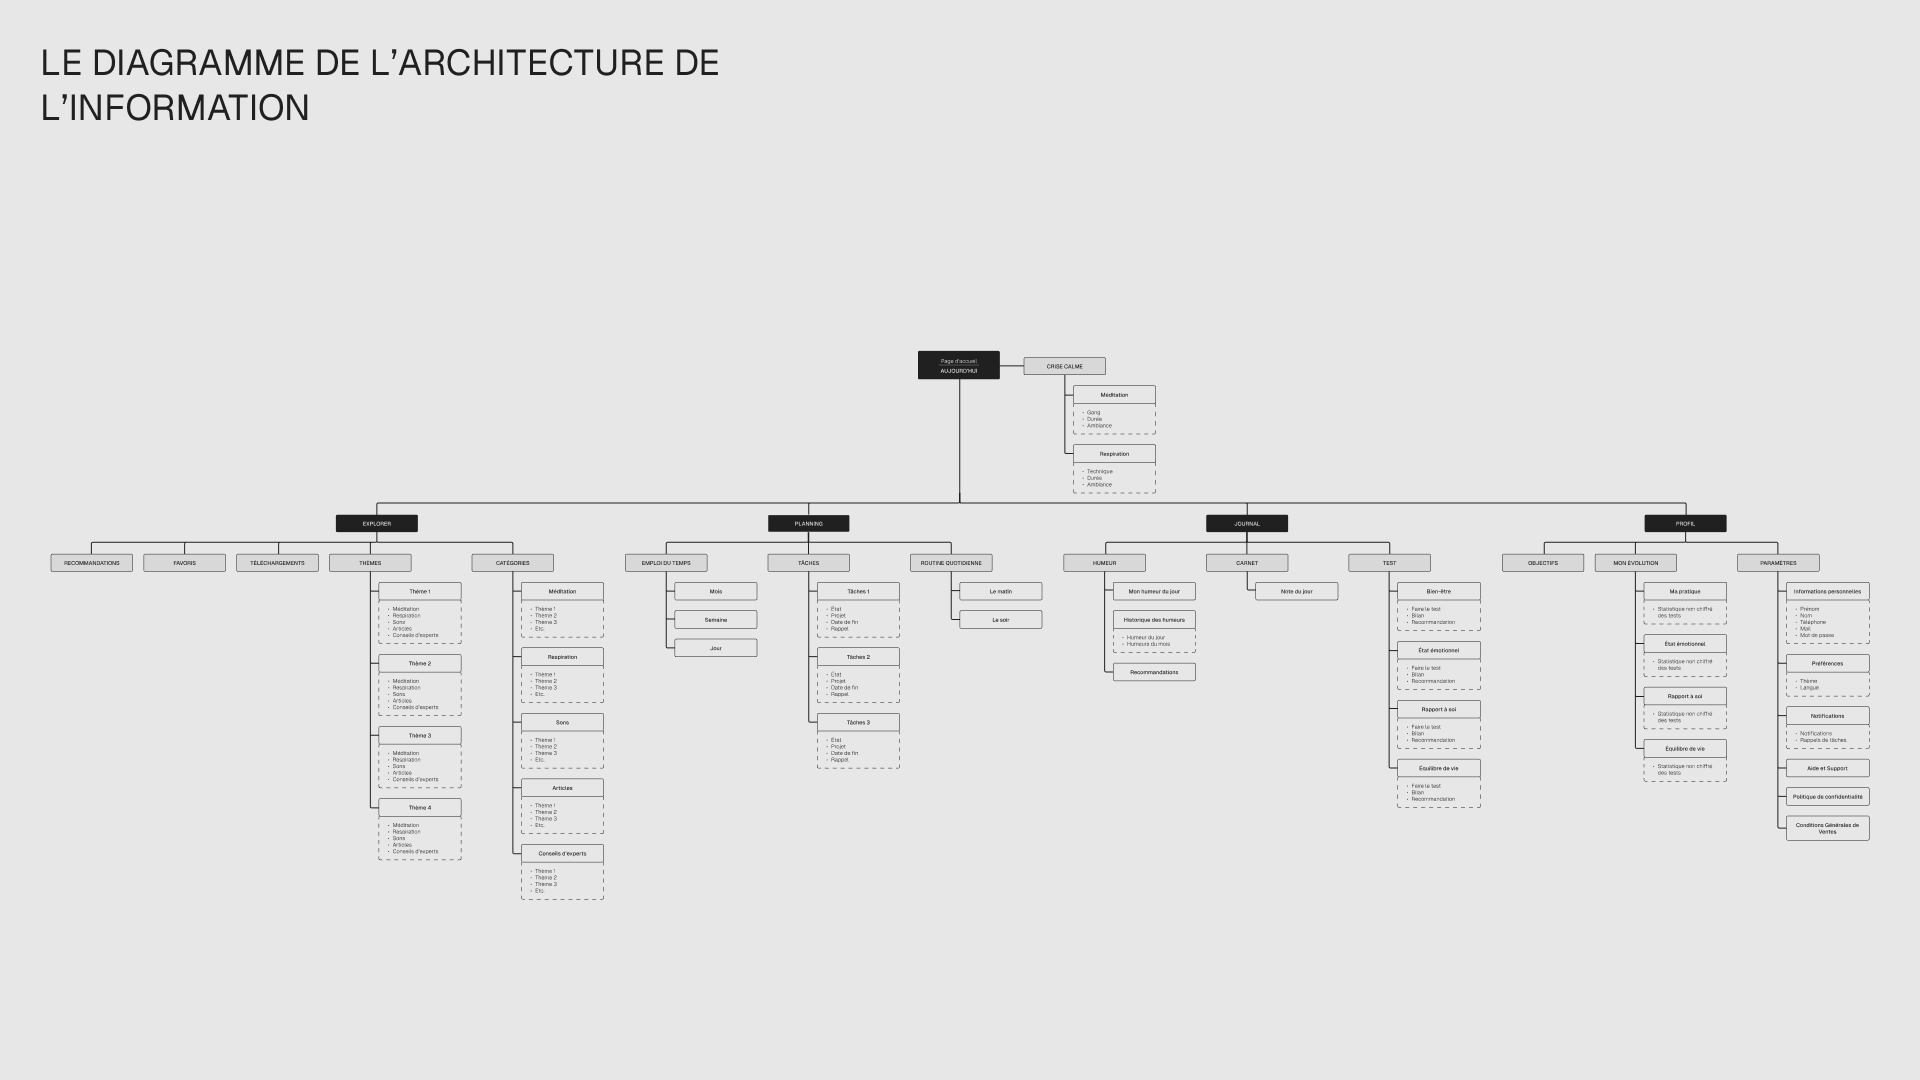 LE DIAGRAMME DE L’ARCHITECTURE DE
L’INFORMATION
Page d'accueil
AUJOURD'HUI
CRISE CALME
Méditation
- Gong
- Durée
- Ambiance
Respiration
- Technique
- Durée
- Ambiance
EXPLORER
RECOMMANDATIONS
FAVORIS
TÉLÉCHARGEMENTS
THÈMES
Thème 1
- Méditation
- Respiration
- Sons
- Articles
- Conseils d'experts
Thème 2
- Méditation
- Respiration
- Sons
- Articles
- Conseils d'experts
Thème 3
- Méditation
- Respiration
- Sons
- Articles
- Conseils d'experts
Thème 4
- Méditation
- Respiration
- Sons
- Articles
- Conseils d'experts
CATÉGORIES
Méditation
- Thème 1
- Thème 2
- Thème 3
- Etc.
Respiration
- Thème 1
- Thème 2
- Thème 3
- Etc.
Sons
- Thème 1
- Thème 2
- Thème 3
- Etc.
Articles
- Thème 1
- Thème 2
- Thème 3
- Etc.
Conseils d'experts
- Thème 1
- Thème 2
- Thème 3
- Etc.
PLANNING
EMPLOI DU TEMPS
Mois
Semaine
Jour
TÂCHES
Tâches 1
- État
- Projet
- Date de fin
- Rappel
Tâches 2
- État
- Projet
- Date de fin
- Rappel
Tâches 3
- État
- Projet
- Date de fin
- Rappel
ROUTINE QUOTIDIENNE
Le matin
Le soir
JOURNAL
HUMEUR
Mon humeur du jour
Historique des humeurs
- Humeur du jour
- Humeurs du mois
Recommandations
CARNET
Note du jour
TEST
Bien-être
- Faire le test
- Bilan
- Recommandation
État émotionnel
- Faire le test
- Bilan
- Recommandation
Rapport à soi
- Faire le test
- Bilan
- Recommandation
Équilibre de vie
- Faire le test
- Bilan
- Recommandation
PROFIL
OBJECTIFS
MON ÉVOLUTION
Ma pratique
- Statistique non chiffré
des tests
État émotionnel
- Statistique non chiffré
des tests
Rapport à soi
- Statistique non chiffré
des tests
Équilibre de vie
- Statistique non chiffré
des tests
PARAMÈTRES
Informations personnelles
- Prénom
- Nom
- Téléphone
- Mail
- Mot de passe
Préférences
- Thème
- Langue
Notifications
- Notifications
- Rappels de tâches
Aide et Support
Politique de confidentialité
Conditions Générales de
Ventes